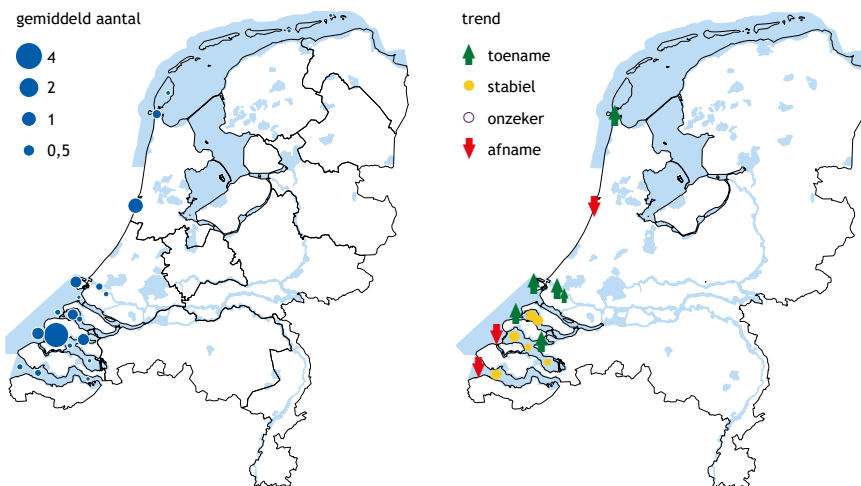 gemiddeld aantal
4
2
1
0,5
trend
toename
stabiel
onzeker
afname